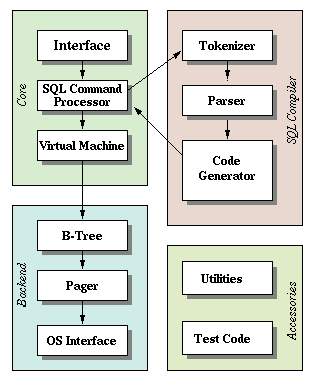 Core
Interface
SQL Command
Processor
Virtual Machine
SQL Compiler
Tokenizer
Parser
Code
Generator
Backend
B-Tree
Pager
OS Interface
Accessories
Utilities
Test Code